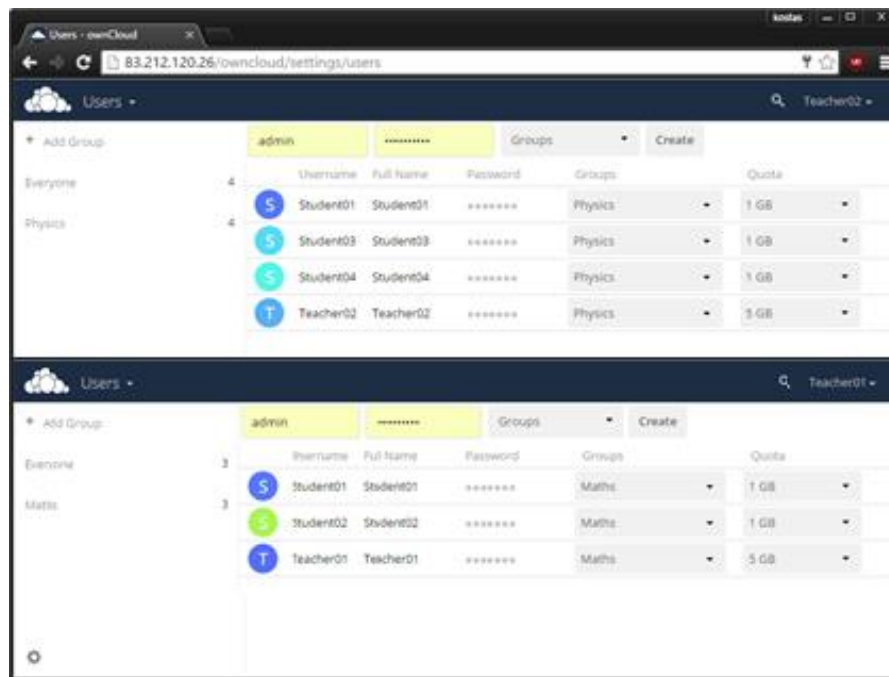 kostas
Users - ownCloud
83.212.120.26/owncloud/settings/users
Users
Teacher02
+ Add Group
admin
••••••••••
Groups
Create
Username Full Name Password Groups Quota
Everyone 4
S Student01 Student01 ●●●●●●● Physics 1 GB
Physics 4
S Student03 Student03 ●●●●●●● Physics 1 GB
S Student04 Student04 ●●●●●●● Physics 1 GB
T Teacher02 Teacher02 ●●●●●●● Physics 5 GB
Users
Teacher01
+ Add Group
admin
••••••••••
Groups
Create
Username Full Name Password Groups Quota
Everyone 3
S Student01 Student01 ●●●●●●● Maths 1 GB
Maths 3
S Student02 Student02 ●●●●●●● Maths 1 GB
T Teacher01 Teacher01 ●●●●●●● Maths 5 GB